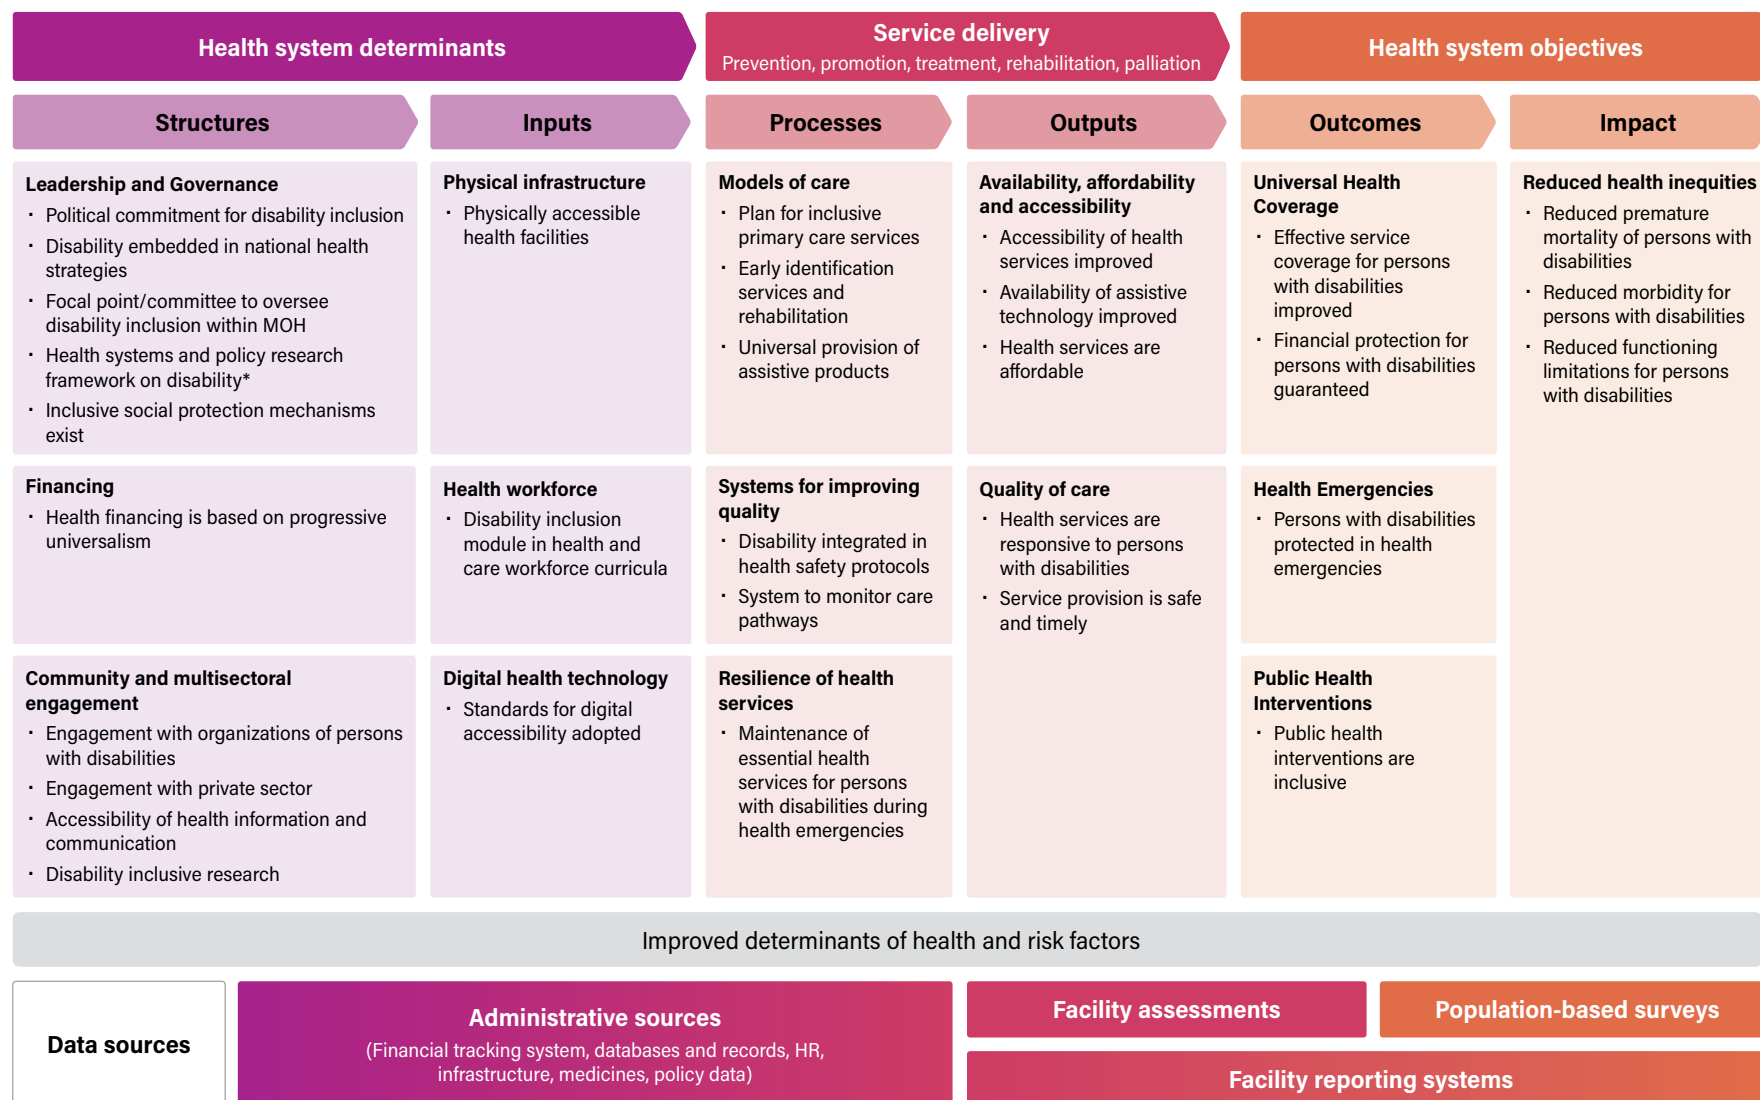 Health system determinants
Service delivery
Prevention, promotion, treatment, rehabilitation, palliation
Health system objectives
Structures
Inputs
Processes
Outputs
Outcomes
Impact
Leadership and Governance
· Political commitment for disability inclusion
· Disability embedded in national health
strategies
· Focal point/committee to oversee
disability inclusion within MOH
· Health systems and policy research
framework on disability*
· Inclusive social protection mechanisms
exist
Physical infrastructure
· Physically accessible
health facilities
Models of care
· Plan for inclusive
primary care services
· Early identification
services and
rehabilitation
· Universal provision of
assistive products
Availability, affordability
and accessibility
· Accessibility of health
services improved
· Availability of assistive
technology improved
· Health services are
affordable
Universal Health
Coverage
· Effective service
coverage for persons
with disabilities
improved
· Financial protection for
persons with disabilities
guaranteed
Reduced health inequities
· Reduced premature
mortality of persons with
disabilities
· Reduced morbidity for
persons with disabilities
· Reduced functioning
limitations for persons
with disabilities
Financing
· Health financing is based on progressive
universalism
Health workforce
· Disability inclusion
module in health and
care workforce curricula
Systems for improving
quality
· Disability integrated in
health safety protocols
· System to monitor care
pathways
Quality of care
· Health services are
responsive to persons
with disabilities
· Service provision is safe
and timely
Health Emergencies
· Persons with disabilities
protected in health
emergencies
Community and multisectoral
engagement
· Engagement with organizations of persons
with disabilities
· Engagement with private sector
· Accessibility of health information and
communication
· Disability inclusive research
Digital health technology
· Standards for digital
accessibility adopted
Resilience of health
services
· Maintenance of
essential health
services for persons
with disabilities during
health emergencies
Public Health
Interventions
· Public health
interventions are
inclusive
Improved determinants of health and risk factors
Data sources
Administrative sources
(Financial tracking system, databases and records, HR,
infrastructure, medicines, policy data)
Facility assessments
Population-based surveys
Facility reporting systems